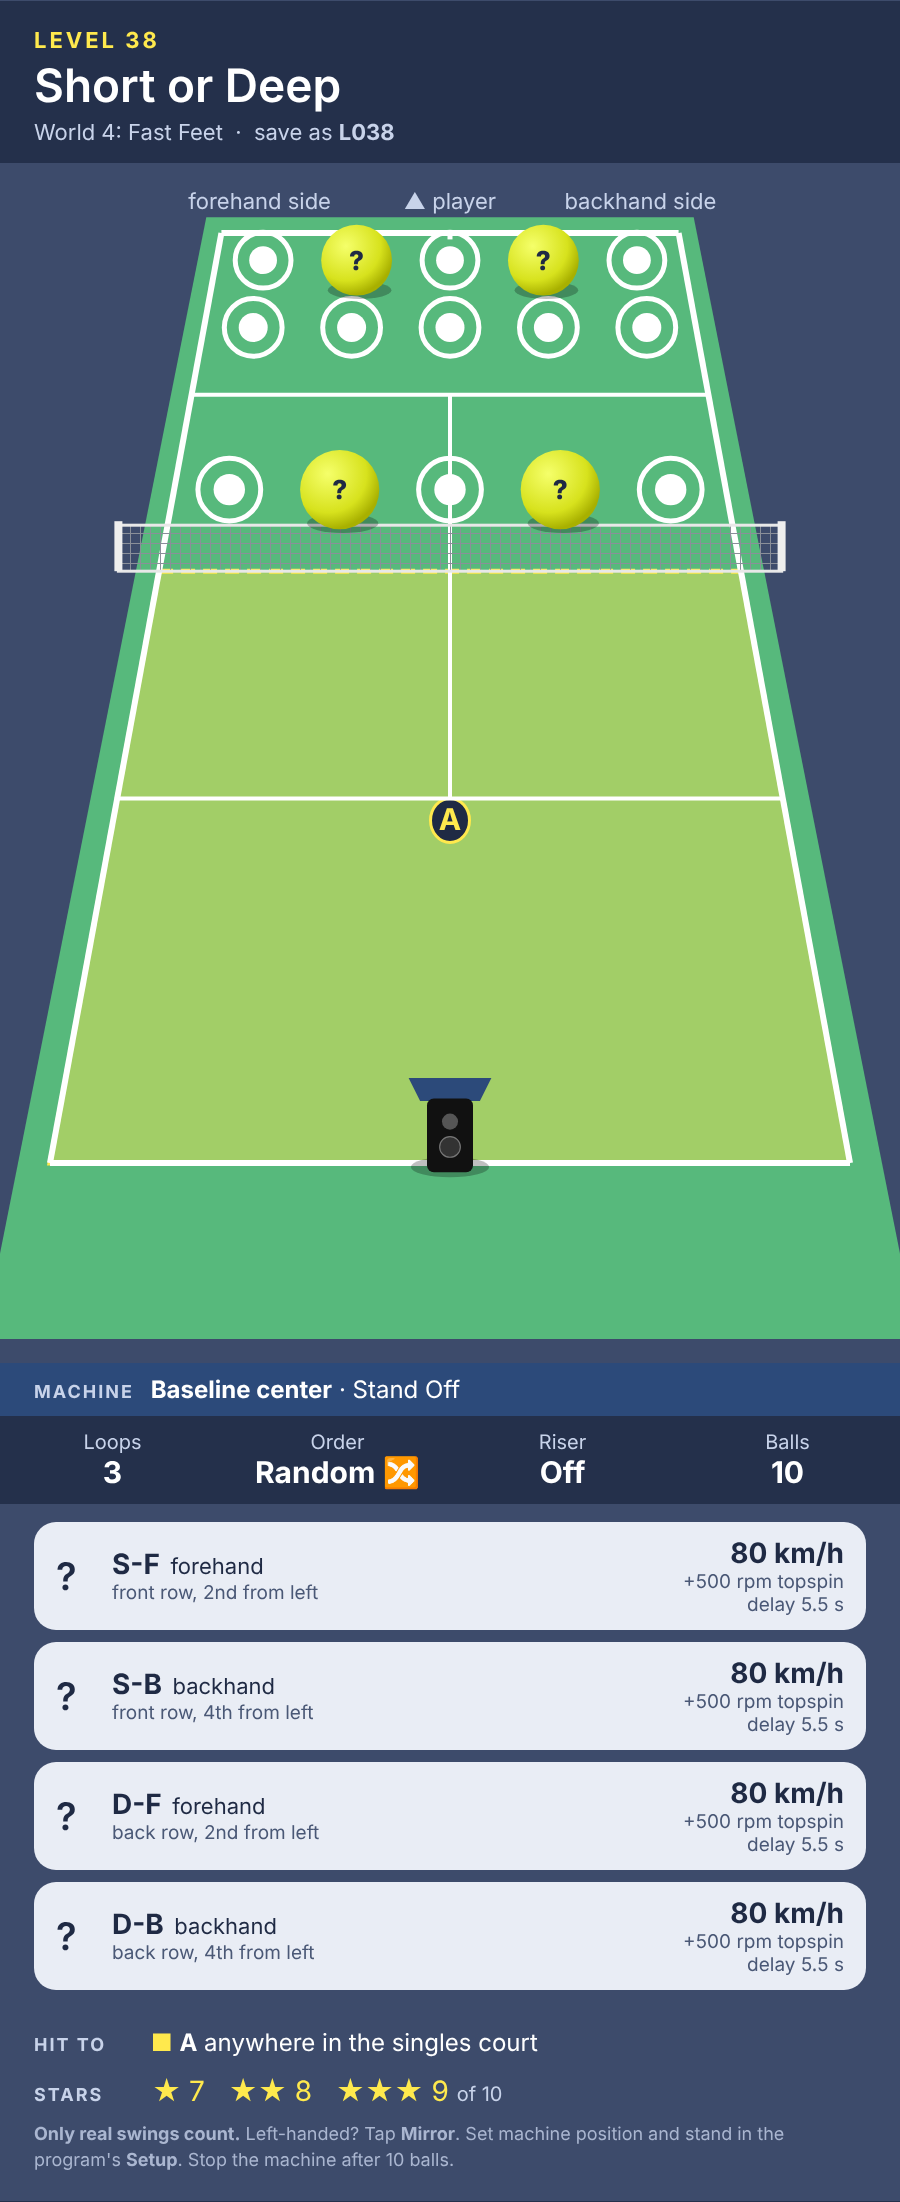 LEVEL 38
Short or Deep
World 4: Fast Feet · save as L038
forehand side ▲ player backhand side
? ?
? ?
A
MACHINE Baseline center · Stand Off
Loops Order Riser Balls
3 Random 🔀 Off 10
S-F forehand 80 km/h
? front row, 2nd from left +500 rpm topspin
delay 5.5 s
S-B backhand 80 km/h
? front row, 4th from left +500 rpm topspin
delay 5.5 s
D-F forehand 80 km/h
? back row, 2nd from left +500 rpm topspin
delay 5.5 s
D-B backhand 80 km/h
? back row, 4th from left +500 rpm topspin
delay 5.5 s
HIT TO A anywhere in the singles court
STARS ★ 7 ★★ 8 ★★★ 9 of 10
Only real swings count. Left-handed? Tap Mirror. Set machine position and stand in the
program's Setup. Stop the machine after 10 balls.